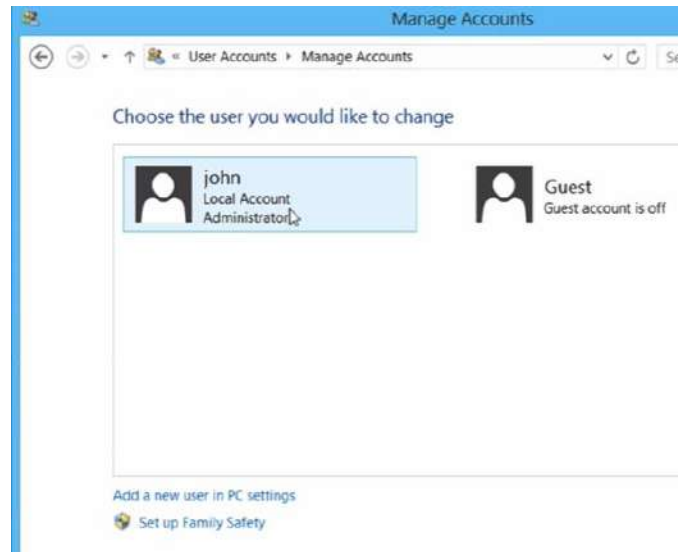 Manage Accounts
« User Accounts ▸ Manage Accounts
Choose the user you would like to change
john
Local Account
Administrator
Guest
Guest account is off
Add a new user in PC settings
Set up Family Safety